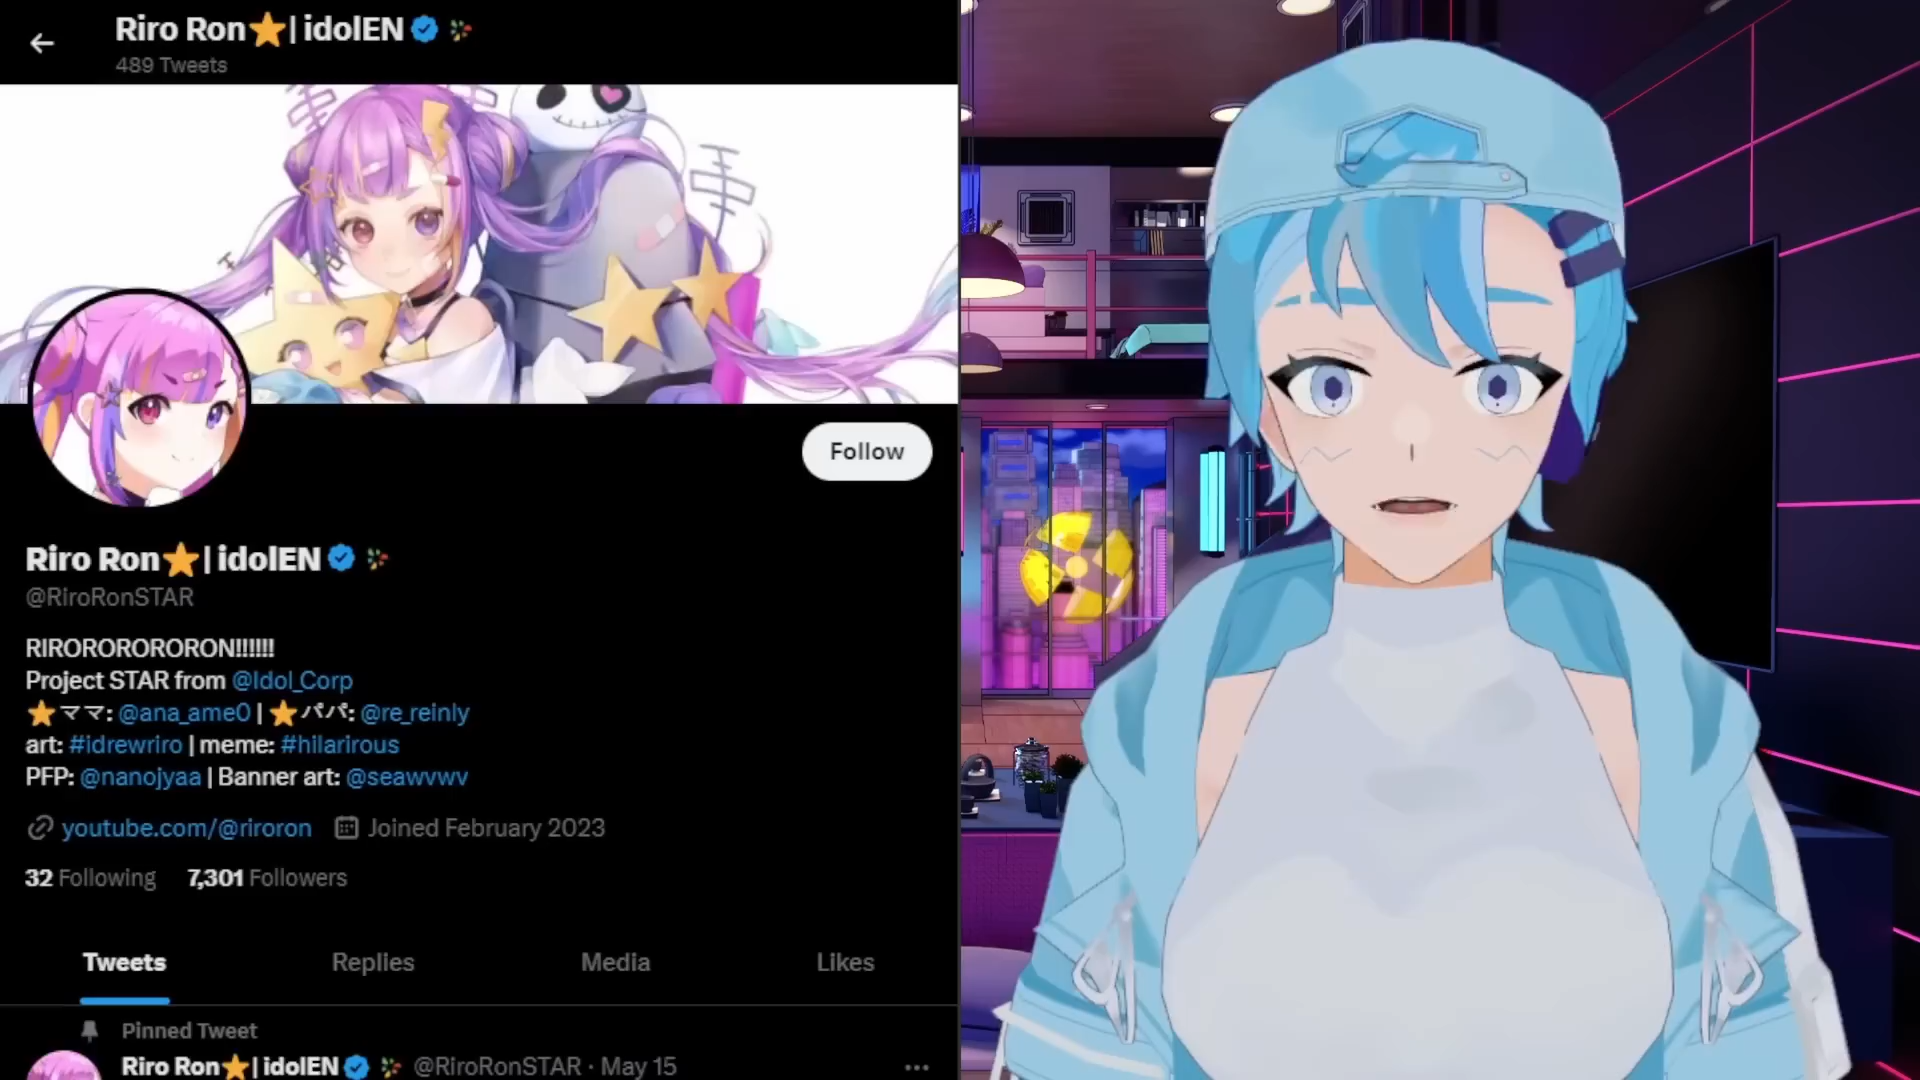 Riro Ron⭐| idolEN
489 Tweets
Follow
Riro Ron⭐| idolEN
@RiroRonSTAR
RIRORORORORON!!!!!!
Project STAR from @Idol_Corp
⭐ママ: @ana_ame0 | ⭐パパ: @re_reinly
art: #idrewriro | meme: #hilarirous
PFP: @nanojyaa | Banner art: @seawvwv
youtube.com/@riroron Joined February 2023
32 Following 7,301 Followers
Tweets Replies Media Likes
Pinned Tweet
Riro Ron⭐| idolEN @RiroRonSTAR · May 15